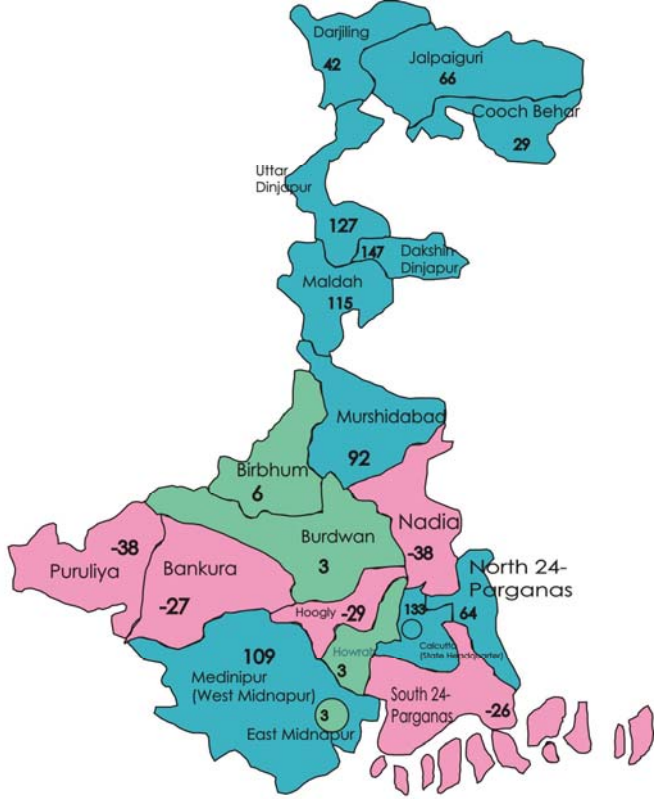 Darjiling
42
Jalpaiguri
66
Cooch Behar
29
Uttar
Dinjapur
127
147
Dakshin
Dinjapur
Maldah
115
Murshidabad
92
Birbhum
6
Burdwan
3
Nadia
-38
-38
Puruliya
Bankura
-27
Hoogly -29
North 24-
Parganas
133
64
Calcutta
(State Headquarter)
Howrah
3
109
Medinipur
(West Midnapur)
3
East Midnapur
South 24-
Parganas
-26